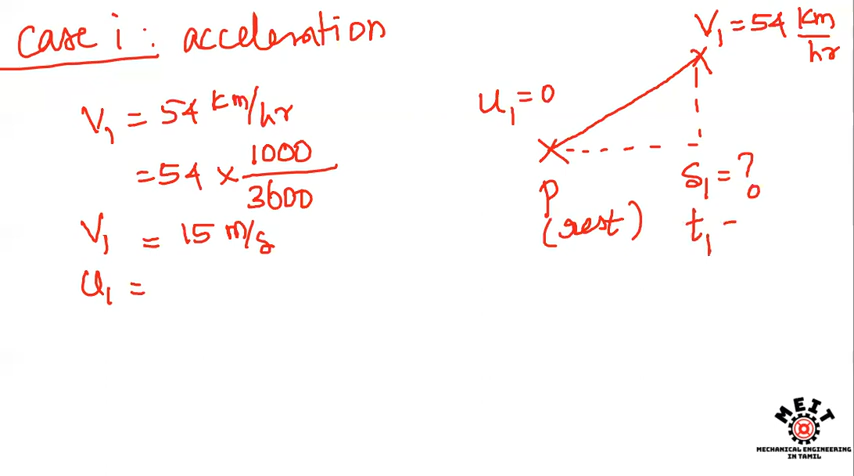 Case i : acceleration
V₁ = 54 km/hr
= 54 × 1000/3600
V₁ = 15 m/s
U₁ =
V₁ = 54 km/hr
U₁ = 0
P
(rest)
S₁ = ?
t₁ -
MEIT
MECHANICAL ENGINEERING
IN TAMIL